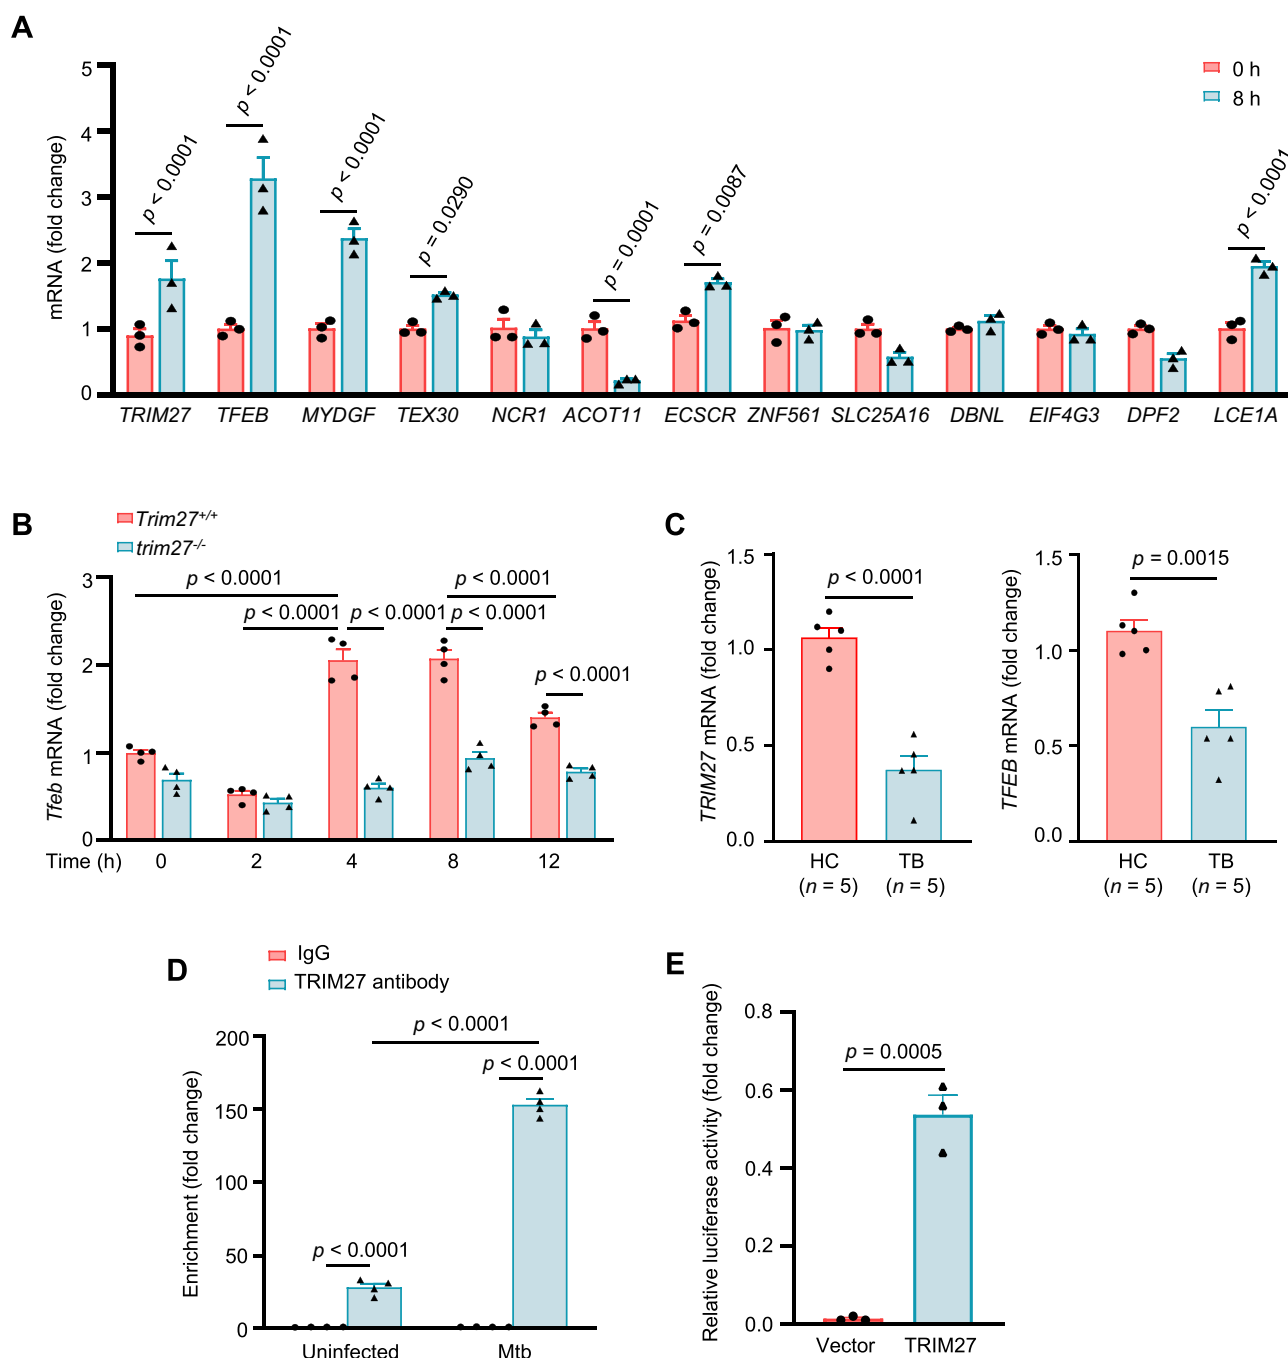 A
mRNA (fold change)
5
4
3
2
1
0
p < 0.0001
p < 0.0001
p < 0.0001
p = 0.0290
p = 0.0001
p = 0.0087
p < 0.0001
0 h
8 h
TRIM27 TFEB MYDGF TEX30 NCR1 ACOT11 ECSCR ZNF561 SLC25A16 DBNL EIF4G3 DPF2 LCE1A
B
Trim27+/+
trim27-/-
Tfeb mRNA (fold change)
3
2
1
0
p < 0.0001
p < 0.0001
p < 0.0001
p < 0.0001
p < 0.0001
p < 0.0001
Time (h) 0 2 4 8 12
C
TRIM27 mRNA (fold change)
1.5
1.0
0.5
0.0
p < 0.0001
HC TB
(n = 5) (n = 5)
TFEB mRNA (fold change)
1.5
1.0
0.5
0.0
p = 0.0015
HC TB
(n = 5) (n = 5)
D
IgG
TRIM27 antibody
Enrichment (fold change)
200
150
100
50
0
p < 0.0001
p < 0.0001
p < 0.0001
Uninfected Mtb
E
Relative luciferase activity (fold change)
0.8
0.6
0.4
0.2
0.0
p = 0.0005
Vector TRIM27